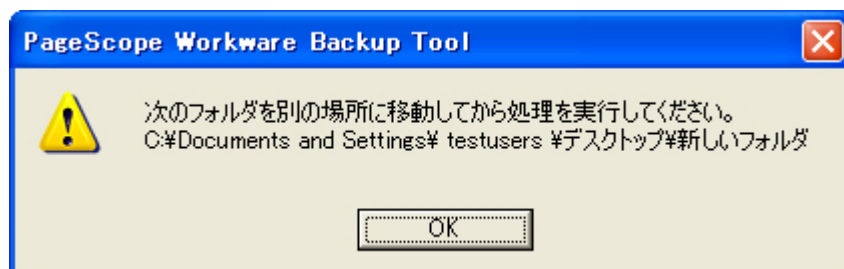 PageScope Workware Backup Tool
次のフォルダを別の場所に移動してから処理を実行してください。
C:¥Documents and Settings¥ testusers ¥デスクトップ¥新しいフォルダ
OK